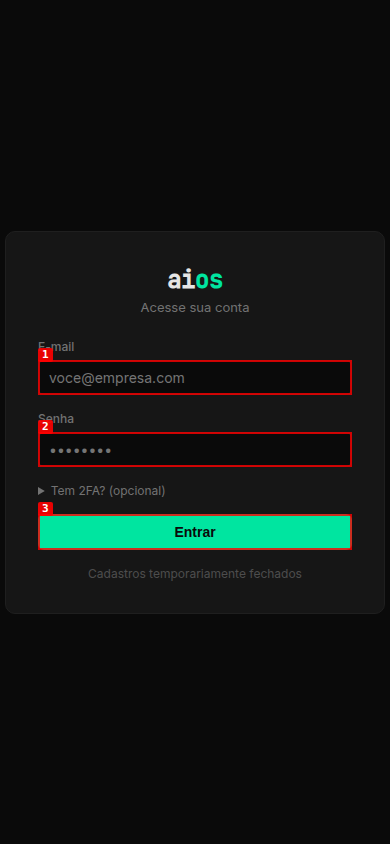 aios
Acesse sua conta
E-mail
1
voce@empresa.com
Senha
2
••••••••
Tem 2FA? (opcional)
3
Entrar
Cadastros temporariamente fechados